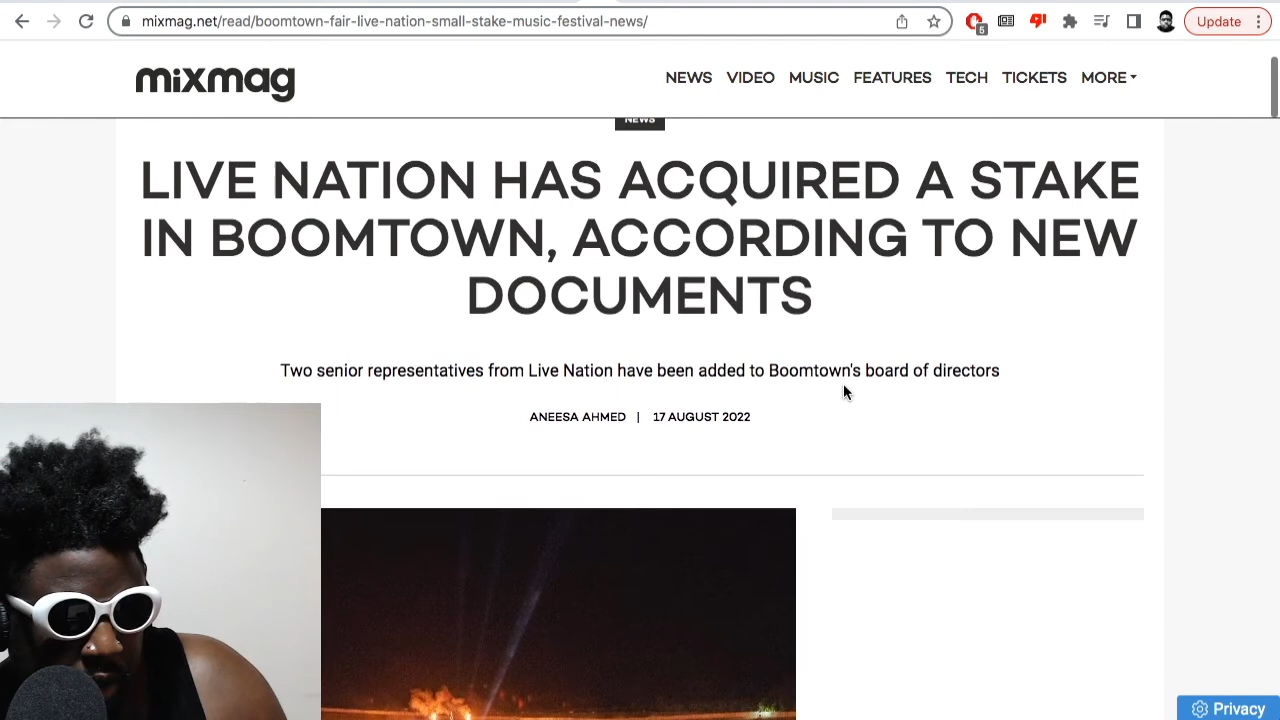 mixmag.net/read/boomtown-fair-live-nation-small-stake-music-festival-news/
5
Update
mixmag
NEWS VIDEO MUSIC FEATURES TECH TICKETS MORE
NEWS
LIVE NATION HAS ACQUIRED A STAKE
IN BOOMTOWN, ACCORDING TO NEW
DOCUMENTS
Two senior representatives from Live Nation have been added to Boomtown's board of directors
ANEESA AHMED | 17 AUGUST 2022
Privacy